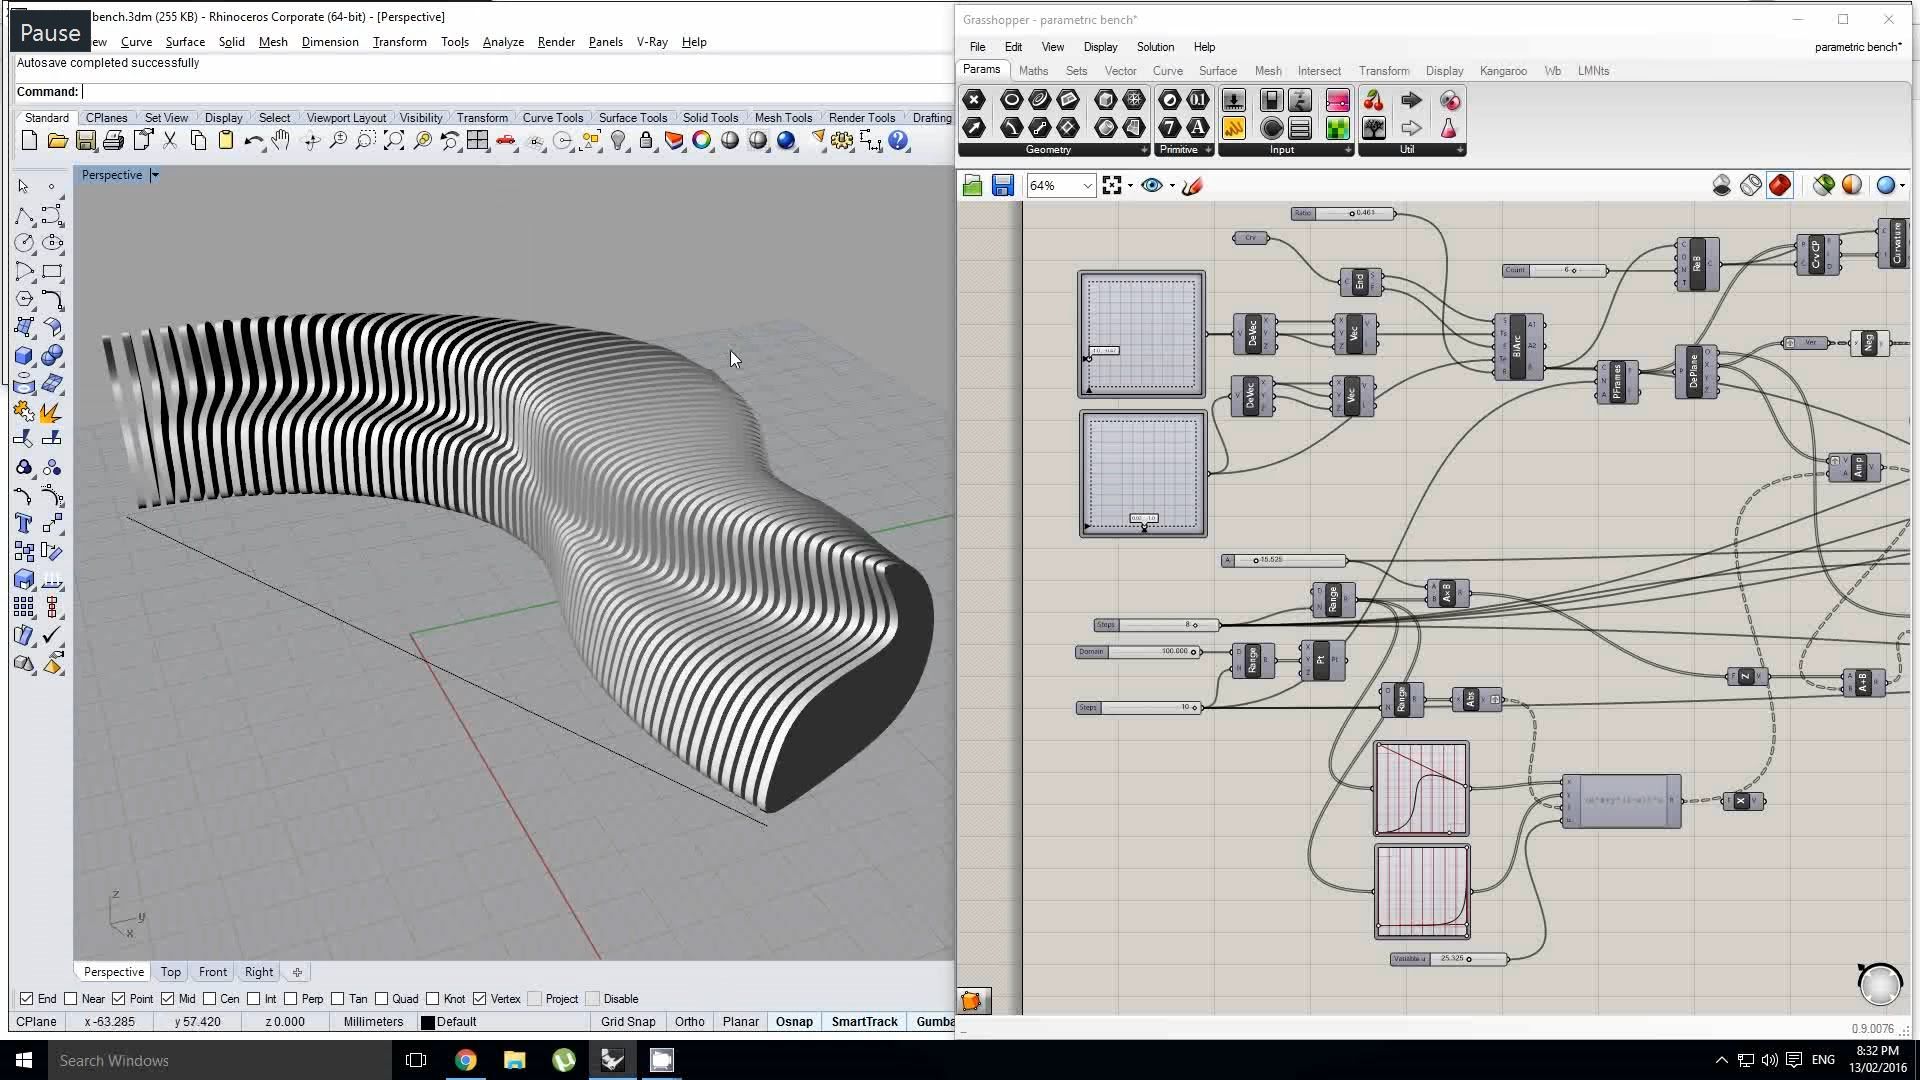 Pause
bench.3dm (255 KB) - Rhinoceros Corporate (64-bit) - [Perspective]
ew Curve Surface Solid Mesh Dimension Transform Tools Analyze Render Panels V-Ray Help
Autosave completed successfully
Command:
Standard CPlanes Set View Display Select Viewport Layout Visibility Transform Curve Tools Surface Tools Solid Tools Mesh Tools Render Tools Drafting
Perspective
z
y
x
Perspective Top Front Right
End Near Point Mid Cen Int Perp Tan Quad Knot Vertex Project Disable
CPlane x -63.285 y 57.420 z 0.000 Millimeters Default Grid Snap Ortho Planar Osnap SmartTrack Gumba
Grasshopper - parametric bench*
File Edit View Display Solution Help parametric bench*
Params Maths Sets Vector Curve Surface Mesh Intersect Transform Display Kangaroo Wb LMNts
Geometry Primitive Input Util
64%
Ratio 0.461
Crv
End
Count 6
ReB
Crv CP
Curvature
DeVec
Vec
BiArc
Ver
Neg
PFrames
DePlane
DeVec
Vec
Amp
A 15.525
Range
A×B
Steps 8
Domain 100.000
Range
Pt
Z
A+B
Steps 10
Range
Abs
X
Variable u 25.325
0.9.0076
Search Windows
ENG
8:32 PM
13/02/2016